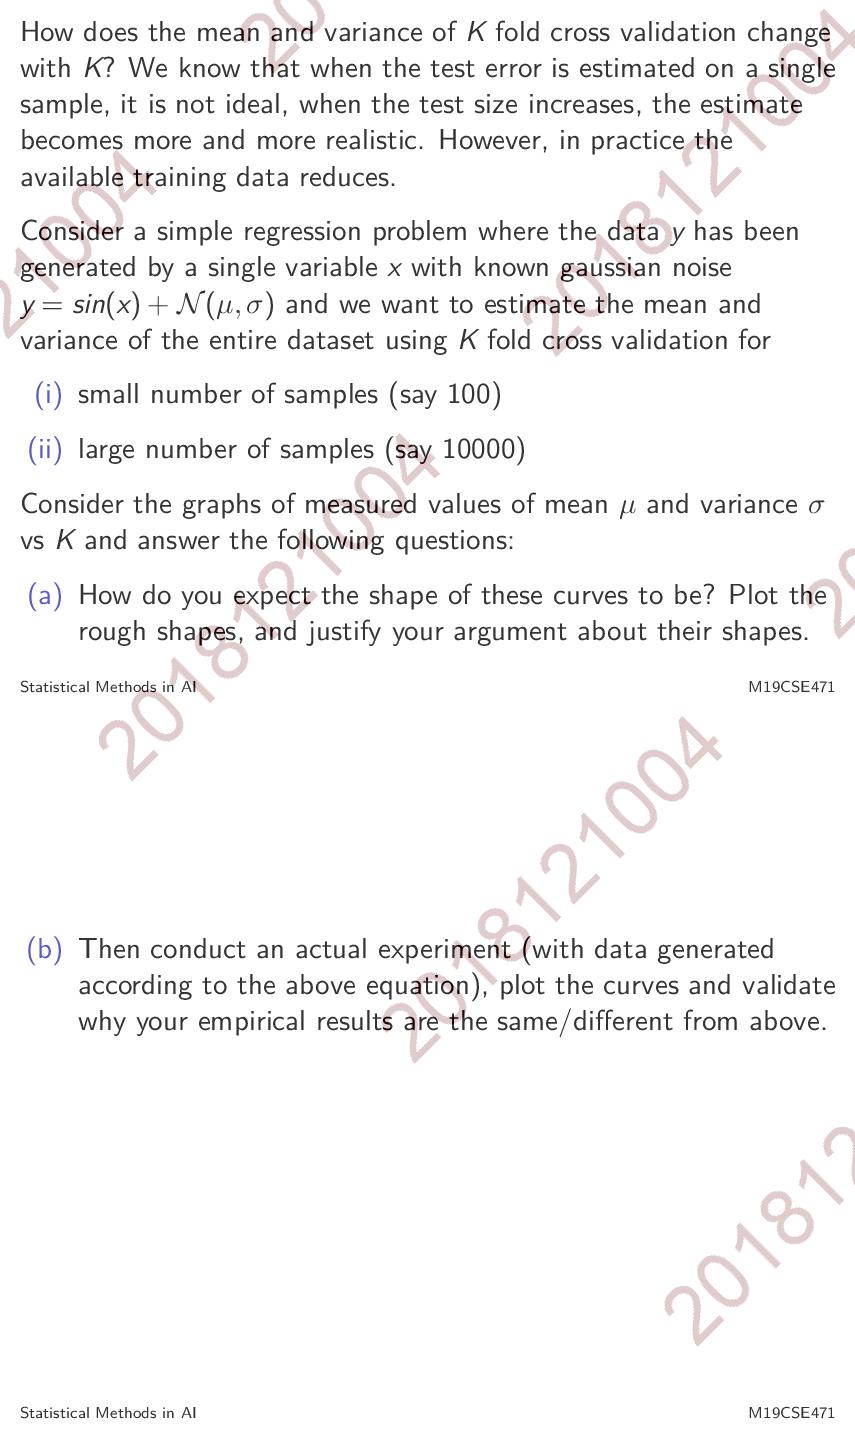 How does the mean and variance of K fold cross validation change
with K? We know that when the test error is estimated on a single
sample, it is not ideal, when the test size increases, the estimate
becomes more and more realistic. However, in practice the
available training data reduces.
Consider a simple regression problem where the data y has been
generated by a single variable x with known gaussian noise
y = sin(x) + N(μ, σ) and we want to estimate the mean and
variance of the entire dataset using K fold cross validation for
(i) small number of samples (say 100)
(ii) large number of samples (say 10000)
Consider the graphs of measured values of mean μ and variance σ
vs K and answer the following questions:
(a) How do you expect the shape of these curves to be? Plot the
rough shapes, and justify your argument about their shapes.
Statistical Methods in AI M19CSE471
(b) Then conduct an actual experiment (with data generated
according to the above equation), plot the curves and validate
why your empirical results are the same/different from above.
Statistical Methods in AI M19CSE471
20
2018121004
21004
2018121004
20
2018121004
201812